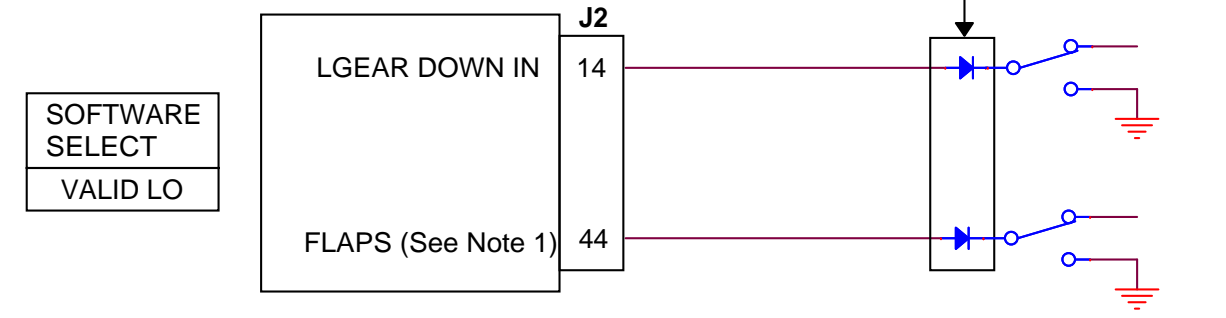 J2
LGEAR DOWN IN 14
SOFTWARE
SELECT
VALID LO
FLAPS (See Note 1) 44